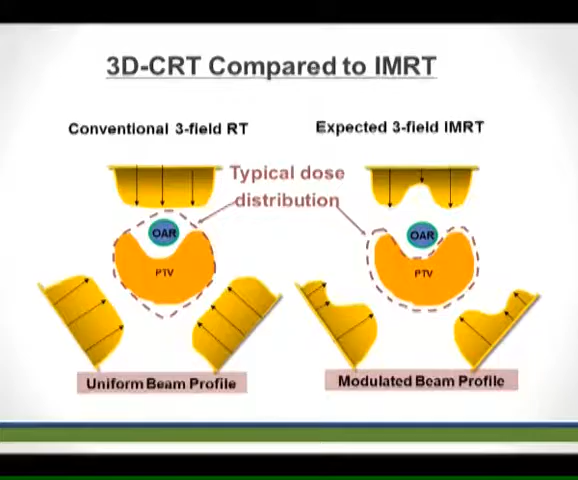 3D-CRT Compared to IMRT
Conventional 3-field RT
Expected 3-field IMRT
Typical dose
distribution
OAR
PTV
OAR
PTV
Uniform Beam Profile
Modulated Beam Profile